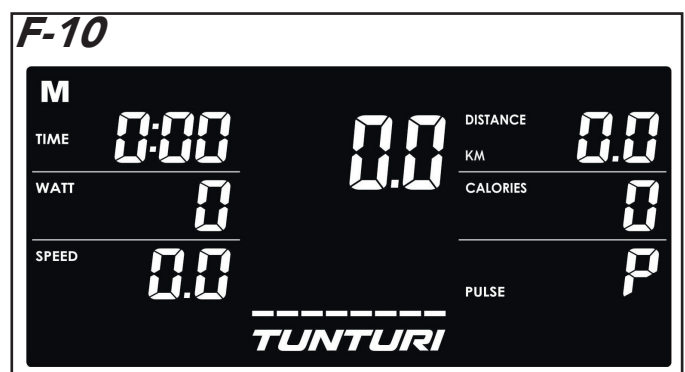 F-10
M
TIME 0:00
0.0
DISTANCE KM 0.0
WATT 0
CALORIES 0
SPEED 0.0
PULSE P
TUNTURI